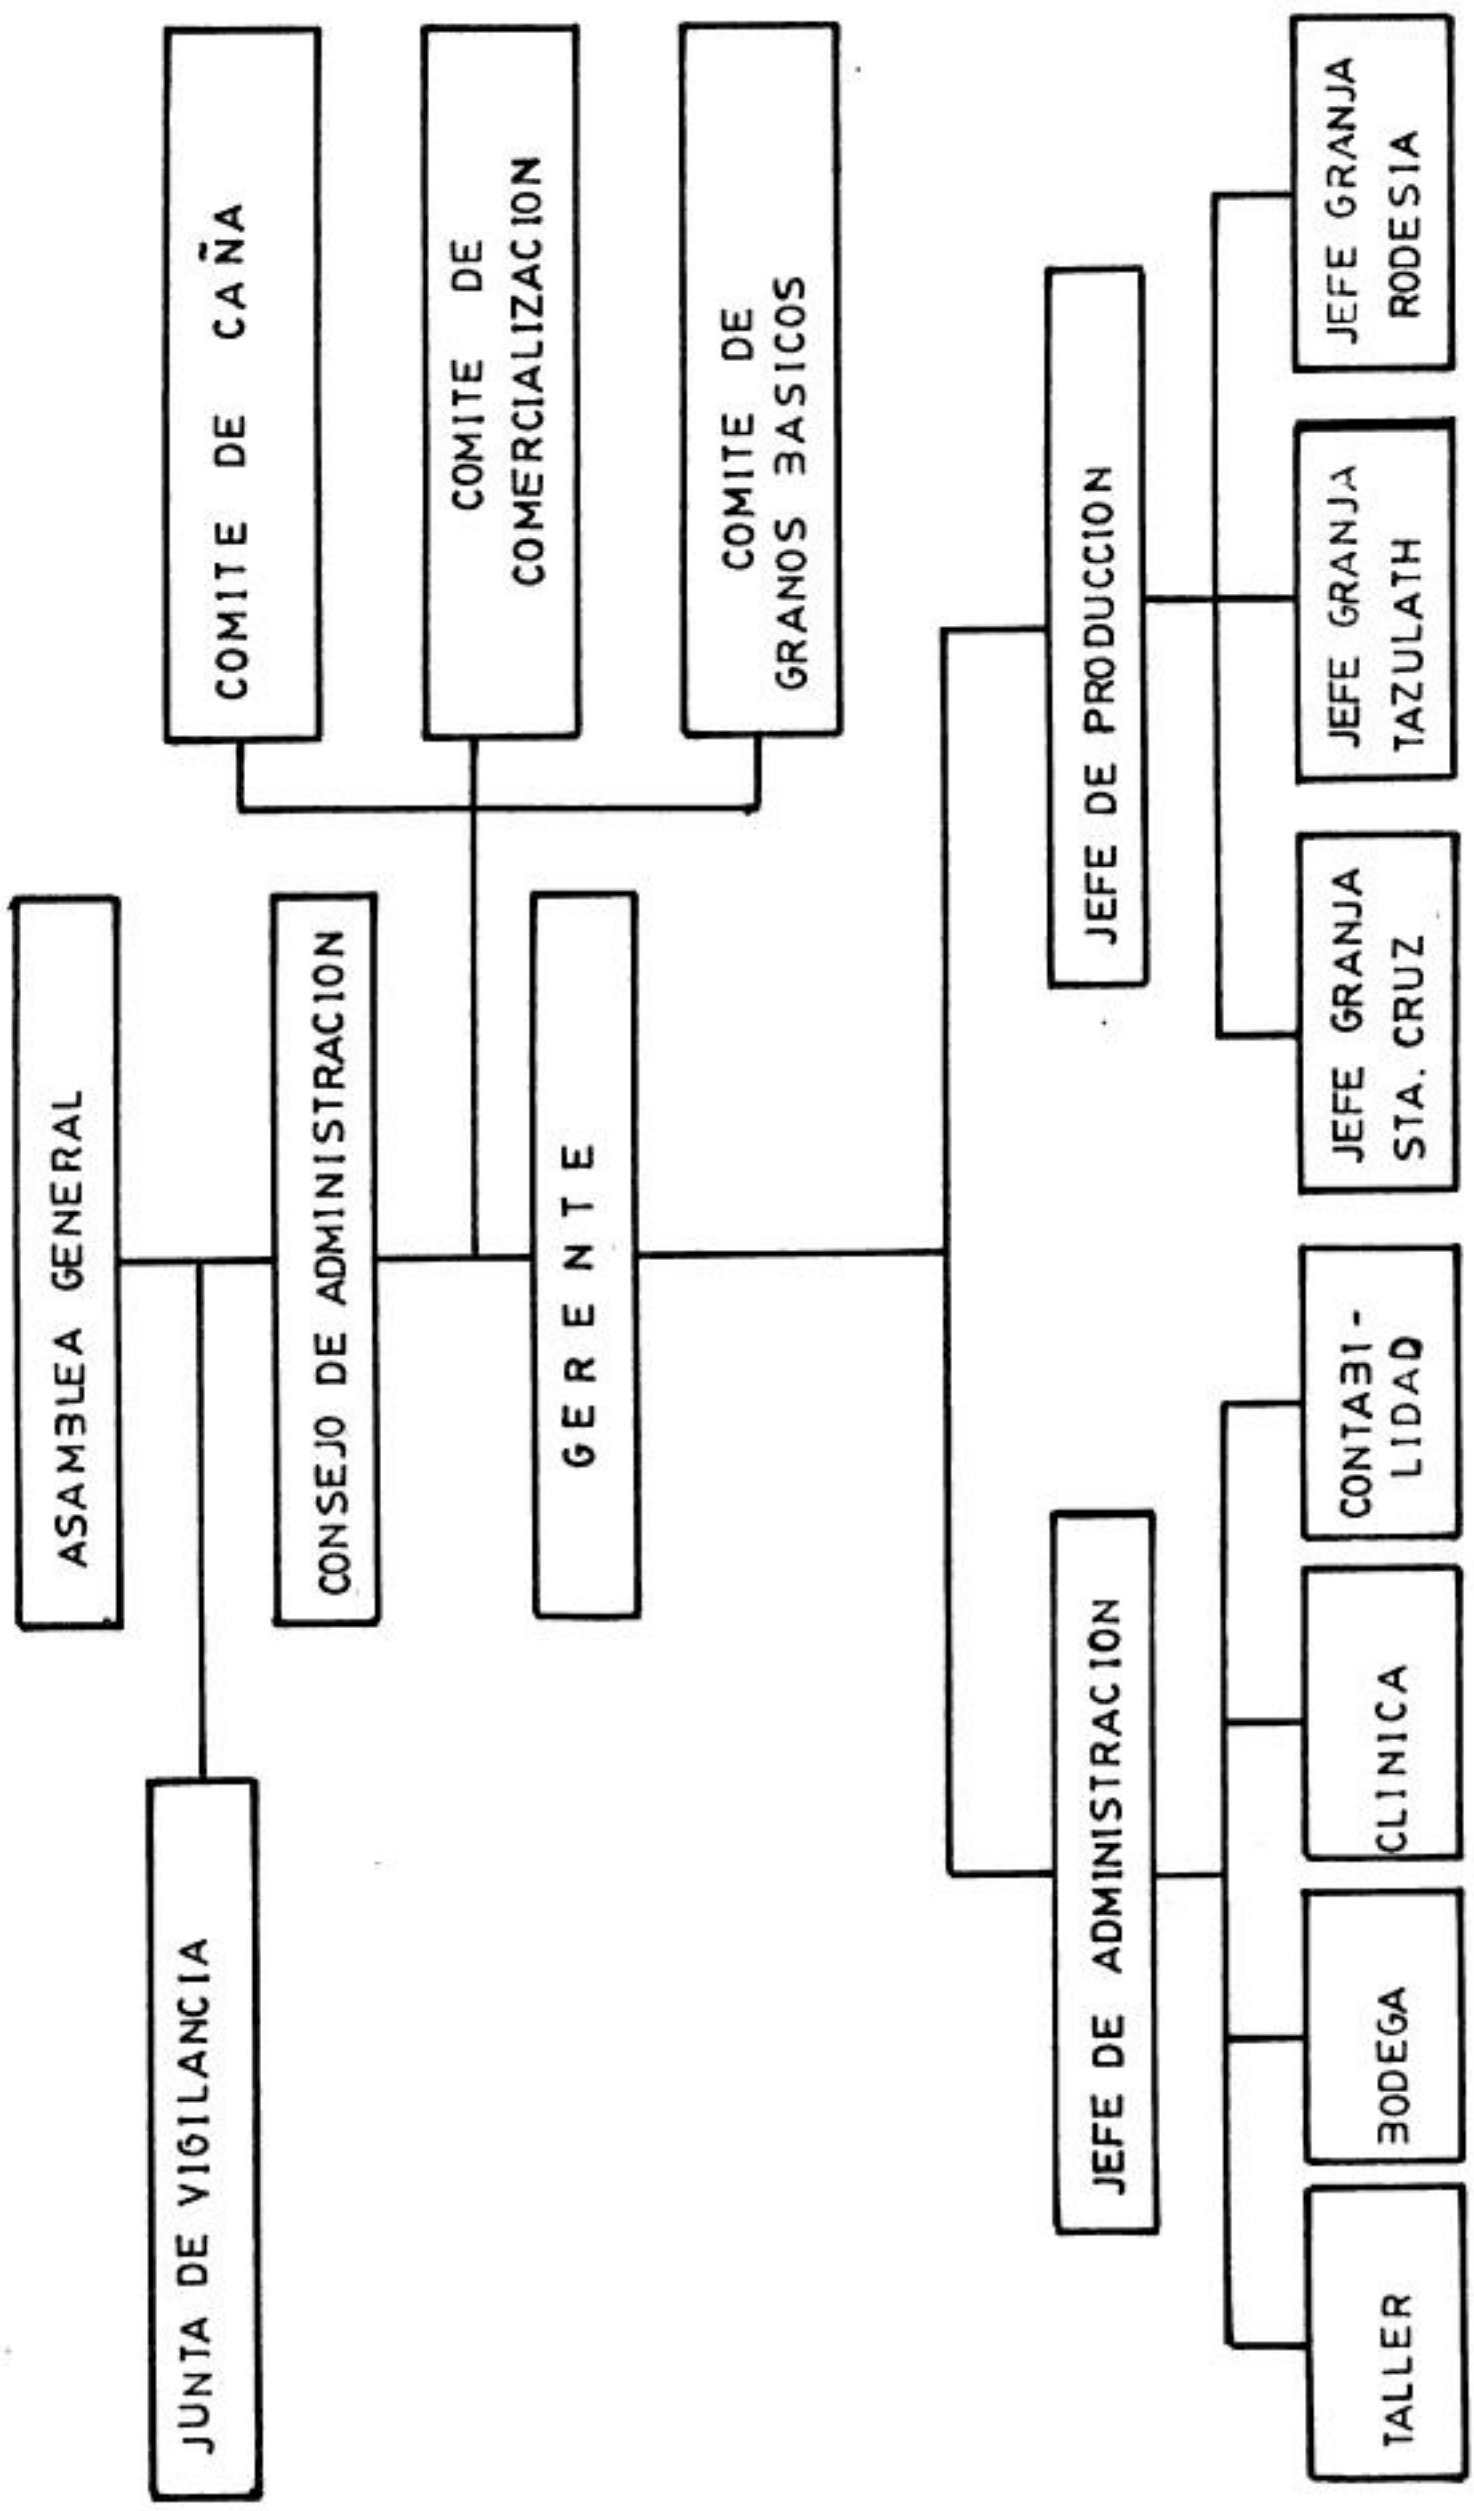 ASAMBLEA GENERAL
JUNTA DE VIGILANCIA
CONSEJO DE ADMINISTRACION
COMITE DE CAÑA
COMITE DE
COMERCIALIZACION
COMITE DE
GRANOS BASICOS
GERENTE
JEFE DE ADMINISTRACION
JEFE DE PRODUCCION
TALLER
BODEGA
CLINICA
CONTABI-
LIDAD
JEFE GRANJA
STA. CRUZ
JEFE GRANJA
TAZULATH
JEFE GRANJA
RODESIA